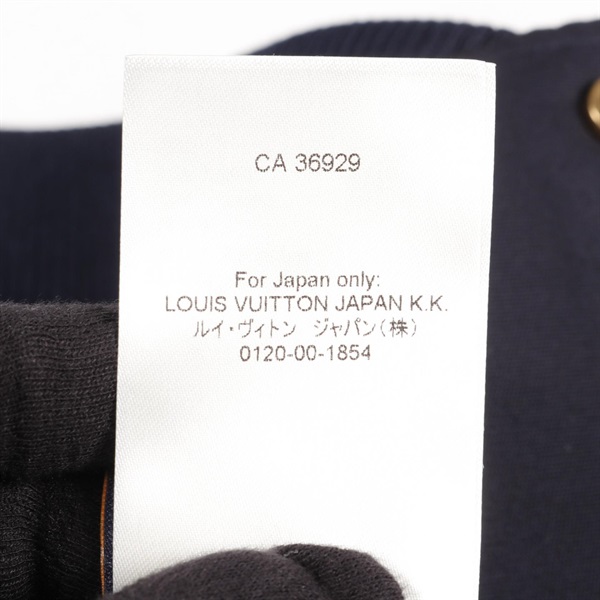 CA 36929
For Japan only:
LOUIS VUITTON JAPAN K.K.
ルイ・ヴィトン ジャパン(株)
0120-00-1854